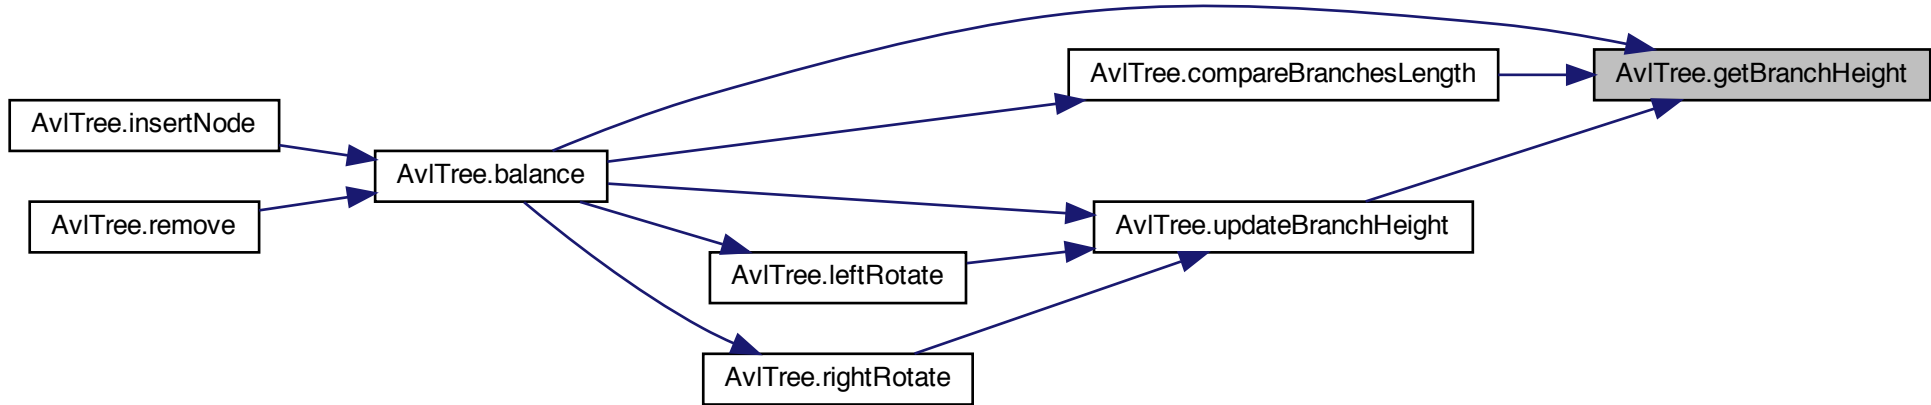 AvlTree.getBranchHeight
AvlTree.compareBranchesLength
AvlTree.insertNode
AvlTree.balance
AvlTree.remove
AvlTree.updateBranchHeight
AvlTree.leftRotate
AvlTree.rightRotate